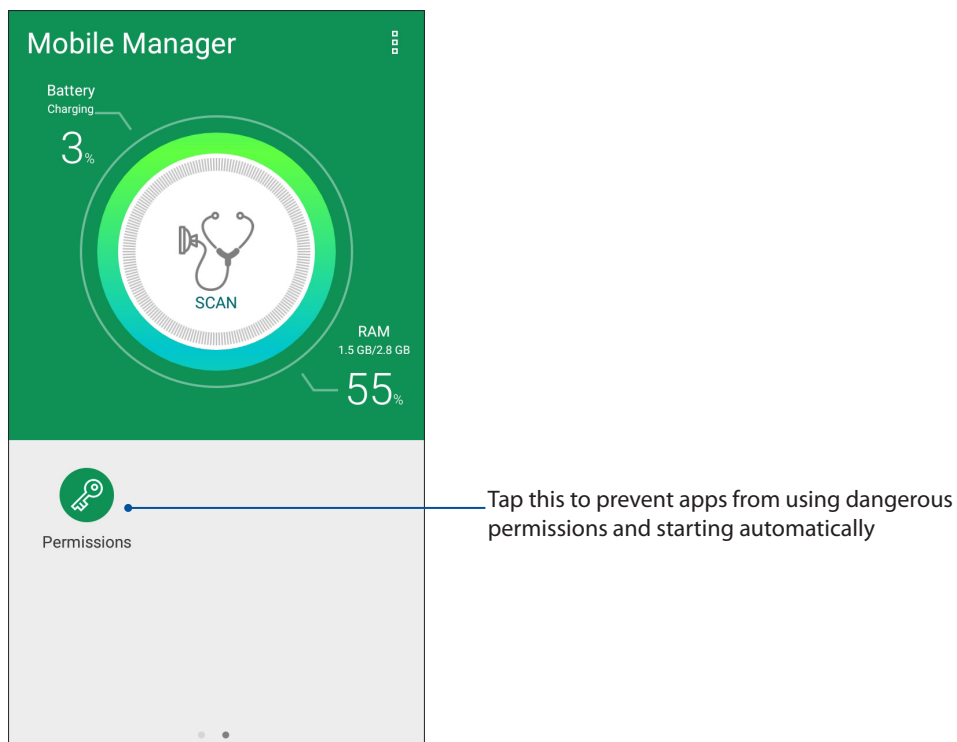 Mobile Manager
Battery
Charging
3%
SCAN
RAM
1.5 GB/2.8 GB
55%
Permissions
Tap this to prevent apps from using dangerous
permissions and starting automatically